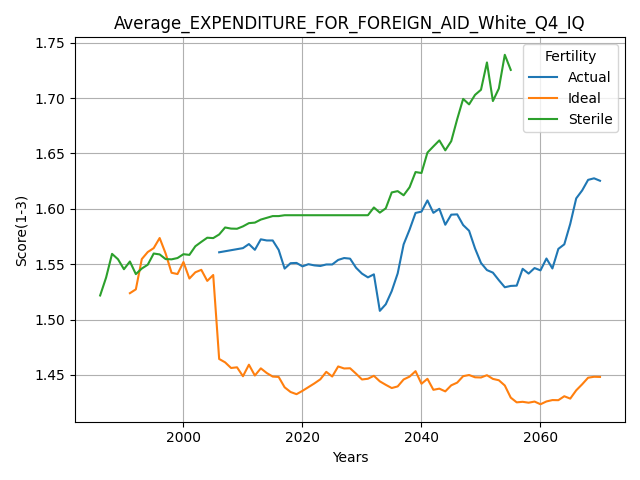 Average_EXPENDITURE_FOR_FOREIGN_AID_White_Q4_IQ
1.75
1.70
1.65
1.60
1.55
1.50
1.45
Score(1-3)
Fertility
Actual
Ideal
Sterile
2000 2020 2040 2060
Years